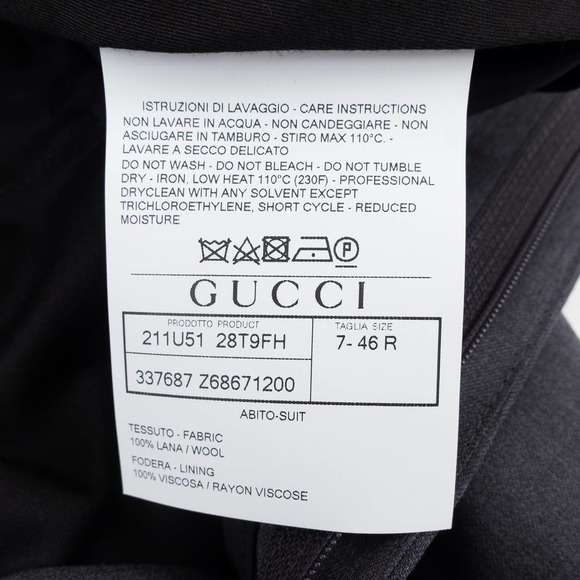 ISTRUZIONI DI LAVAGGIO - CARE INSTRUCTIONS
NON LAVARE IN ACQUA - NON CANDEGGIARE - NON
ASCIUGARE IN TAMBURO - STIRO MAX 110°C. -
LAVARE A SECCO DELICATO
DO NOT WASH - DO NOT BLEACH - DO NOT TUMBLE
DRY - IRON, LOW HEAT 110°C (230F) - PROFESSIONAL
DRYCLEAN WITH ANY SOLVENT EXCEPT
TRICHLOROETHYLENE, SHORT CYCLE - REDUCED
MOISTURE
P
GUCCI
PRODOTTO PRODUCT
TAGLIA SIZE
211U51 28T9FH
7- 46 R
337687 Z68671200
ABITO-SUIT
TESSUTO - FABRIC
100% LANA / WOOL
FODERA - LINING
100% VISCOSA / RAYON VISCOSE